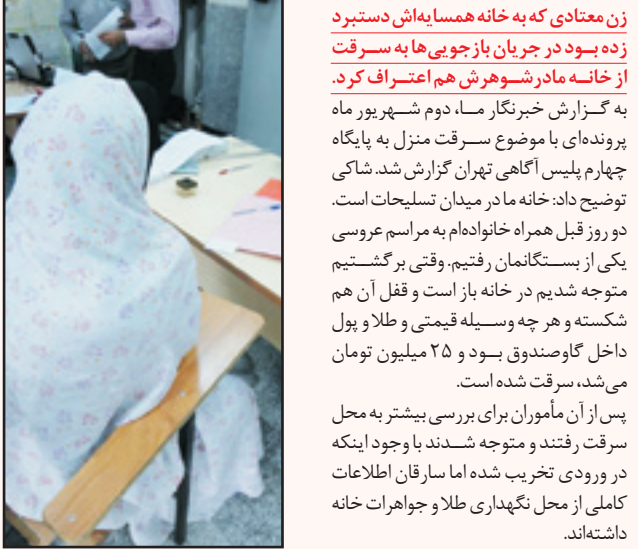 زن معتادی که به خانه همسایه‌اش دستبرد
زده بود در جریان بازجویی‌ها به سرقت
از خانه مادرشوهرش هم اعتراف کرد.
به گزارش خبرنگار ما، دوم شهریور ماه
پرونده‌ای با موضوع سرقت منزل به پایگاه
چهارم پلیس آگاهی تهران گزارش شد. شاکی
توضیح داد: خانه ما در میدان تسلیحات است.
دو روز قبل همراه خانواده‌ام به مراسم عروسی
یکی از بستگانمان رفتیم. وقتی برگشتیم
متوجه شدیم در خانه باز است و قفل آن هم
شکسته و هر چه وسیله قیمتی و طلا و پول
داخل گاوصندوق بود و ۲۵ میلیون تومان
می‌شد، سرقت شده است.
پس از آن مأموران برای بررسی بیشتر به محل
سرقت رفتند و متوجه شدند با وجود اینکه
در ورودی تخریب شده اما سارقان اطلاعات
کاملی از محل نگهداری طلا و جواهرات خانه
داشته‌اند.